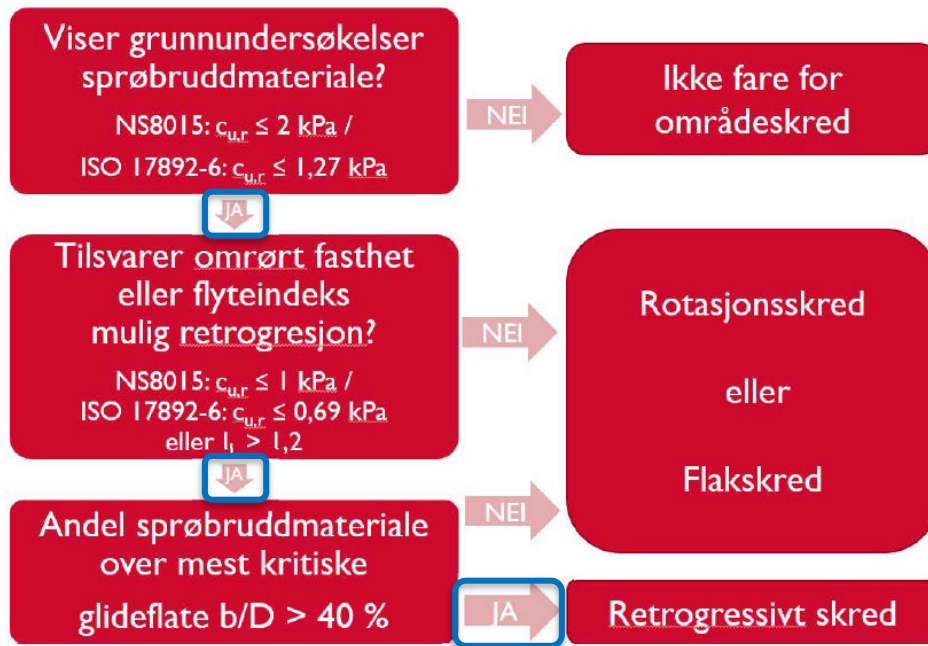 Viser grunnundersøkelser
sprøbruddmateriale?
NS8015: cu,r ≤ 2 kPa /
ISO 17892-6: cu,r ≤ 1,27 kPa
NEI
Ikke fare for
områdeskred
JA
Tilsvarer omrørt fasthet
eller flyteindeks
mulig retrogresjon?
NS8015: cu,r ≤ 1 kPa /
ISO 17892-6: cu,r ≤ 0,69 kPa
eller IL > 1,2
NEI
Rotasjonsskred
eller
Flakskred
JA
Andel sprøbruddmateriale
over mest kritiske
glideflate b/D > 40 %
NEI
JA
Retrogressivt skred